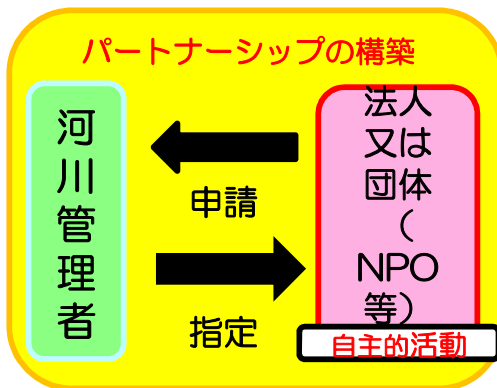 パートナーシップの構築
河川管理者
申請
指定
法人
又は
団体
（
NPO
等）
自主的活動